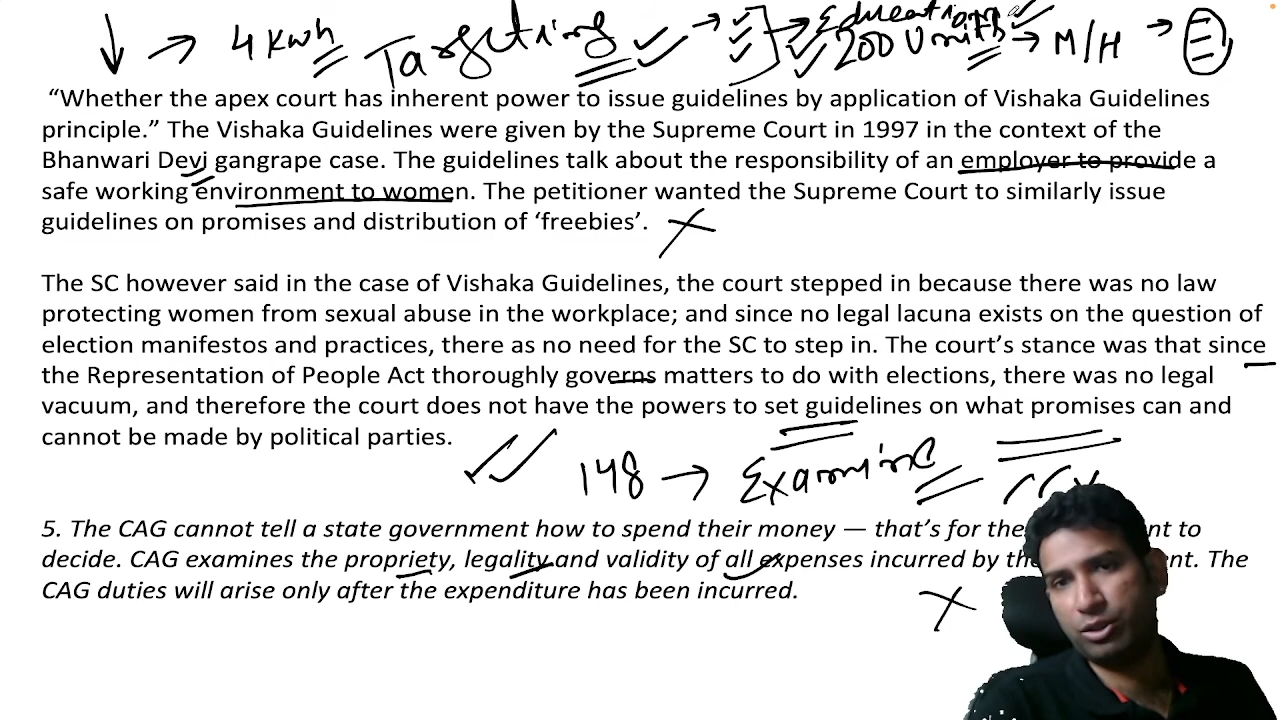 → 4 Kwh Targeting → → Educational
200 Units → M/H → E
“Whether the apex court has inherent power to issue guidelines by application of Vishaka Guidelines
principle.” The Vishaka Guidelines were given by the Supreme Court in 1997 in the context of the
Bhanwari Devi gangrape case. The guidelines talk about the responsibility of an employer to provide a
safe working environment to women. The petitioner wanted the Supreme Court to similarly issue
guidelines on promises and distribution of ‘freebies’.
The SC however said in the case of Vishaka Guidelines, the court stepped in because there was no law
protecting women from sexual abuse in the workplace; and since no legal lacuna exists on the question of
election manifestos and practices, there as no need for the SC to step in. The court’s stance was that since
the Representation of People Act thoroughly governs matters to do with elections, there was no legal
vacuum, and therefore the court does not have the powers to set guidelines on what promises can and
cannot be made by political parties.
148 → Examine
5. The CAG cannot tell a state government how to spend their money — that’s for the to
decide. CAG examines the propriety, legality and validity of all expenses incurred by the The
CAG duties will arise only after the expenditure has been incurred.